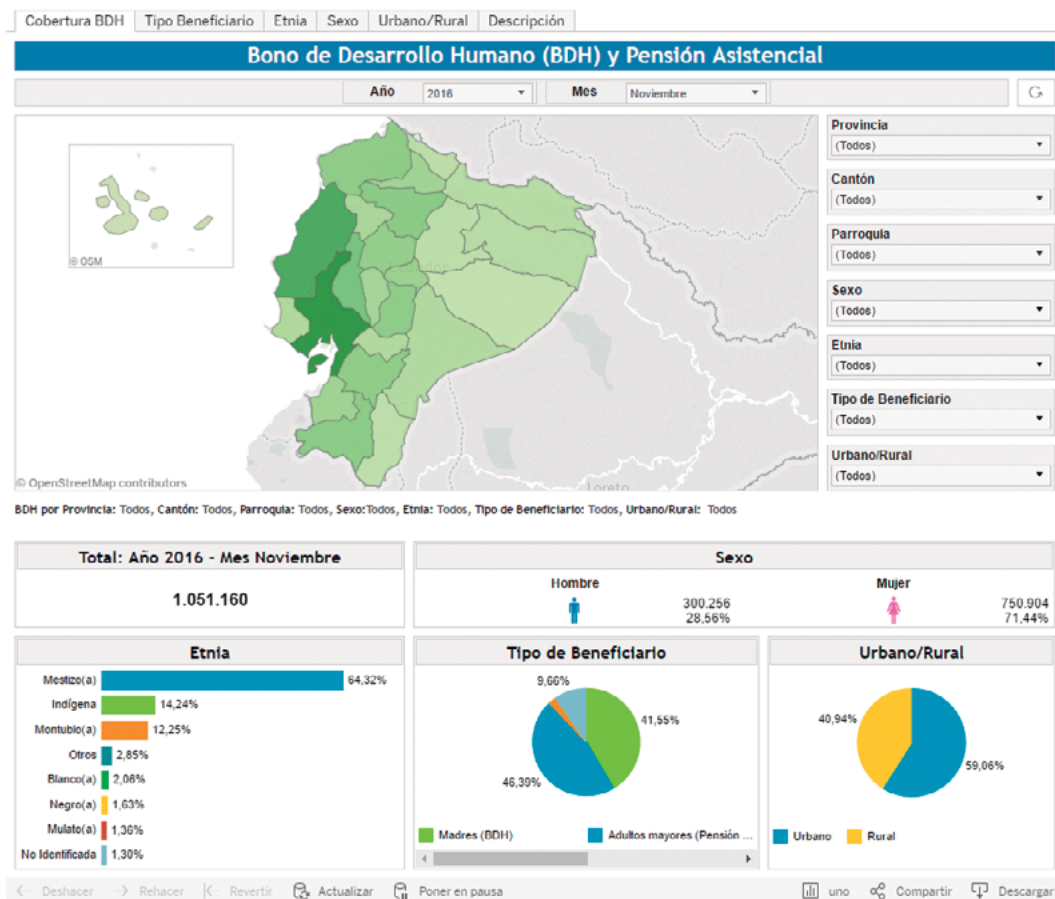 Cobertura BDH Tipo Beneficiario Etnia Sexo Urbano/Rural Descripción
Bono de Desarrollo Humano (BDH) y Pensión Asistencial
Año 2016 Mes Noviembre
Provincia
(Todos)
Cantón
(Todos)
Parroquia
(Todos)
Sexo
(Todos)
Etnia
(Todos)
Tipo de Beneficiario
(Todos)
Urbano/Rural
(Todos)
© OSM
Loreto
© OpenStreetMap contributors
BDH por Provincia: Todos, Cantón: Todos, Parroquia: Todos, Sexo:Todos, Etnia: Todos, Tipo de Beneficiario: Todos, Urbano/Rural: Todos
Total: Año 2016 - Mes Noviembre
1.051.160
Sexo
Hombre
300.256
28,56%
Mujer
750.904
71,44%
Etnia
Mestizo(a) 64,32%
Indígena 14,24%
Montubio(a) 12,25%
Otros 2,85%
Blanco(a) 2,06%
Negro(a) 1,63%
Mulato(a) 1,36%
No Identificada 1,30%
Tipo de Beneficiario
9,66%
41,55%
46,39%
Madres (BDH) Adultos mayores (Pensión ...
Urbano/Rural
40,94%
59,06%
Urbano Rural
Deshacer Rehacer Revertir Actualizar Poner en pausa uno Compartir Descargar